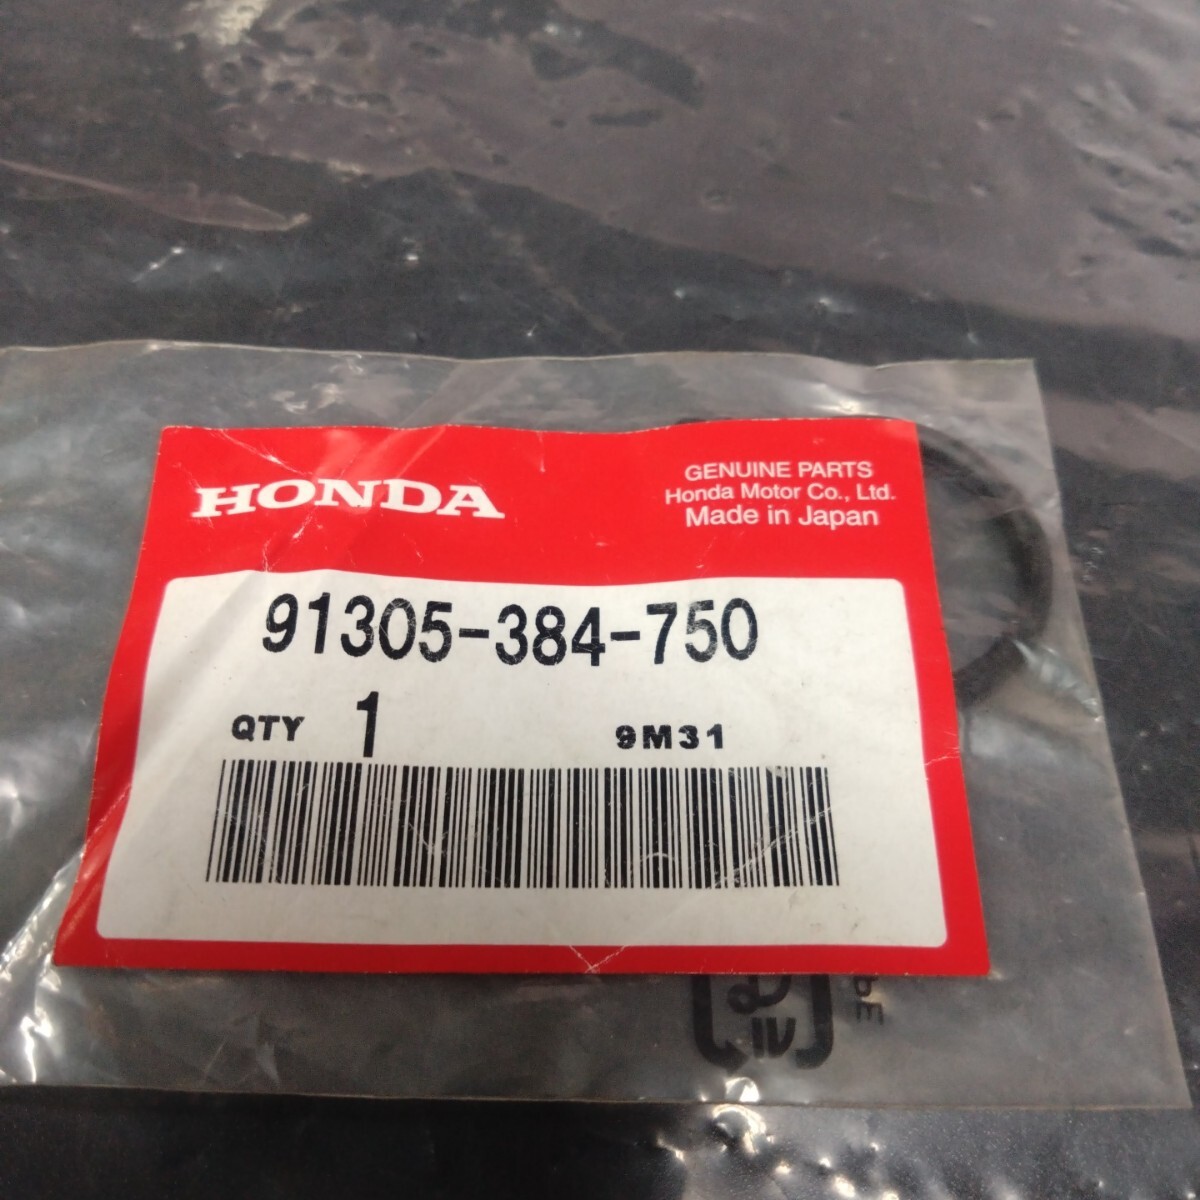 HONDA
GENUINE PARTS
Honda Motor Co., Ltd.
Made in Japan
91305-384-750
QTY 1
9M31